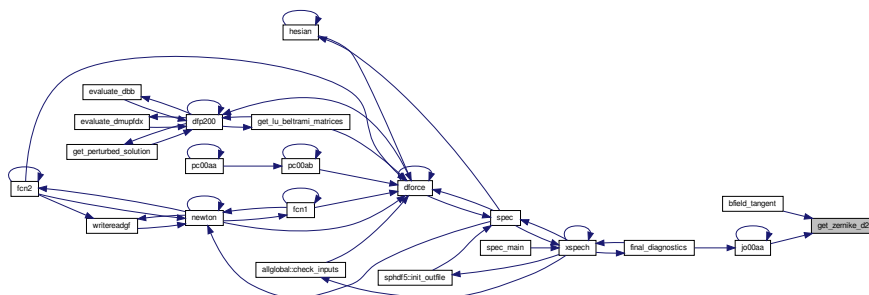 hesian
evaluate_dbb
dfp200
evaluate_dmupfdx
get_lu_beltrami_matrices
get_perturbed_solution
pc00aa
pc00ab
fcn2
dforce
bfield_tangent
fcn1
newton
spec
get_zernike_d2
writereadgf
spec_main
xspech
final_diagnostics
jo00aa
allglobal::check_inputs
sphdf5::init_outfile